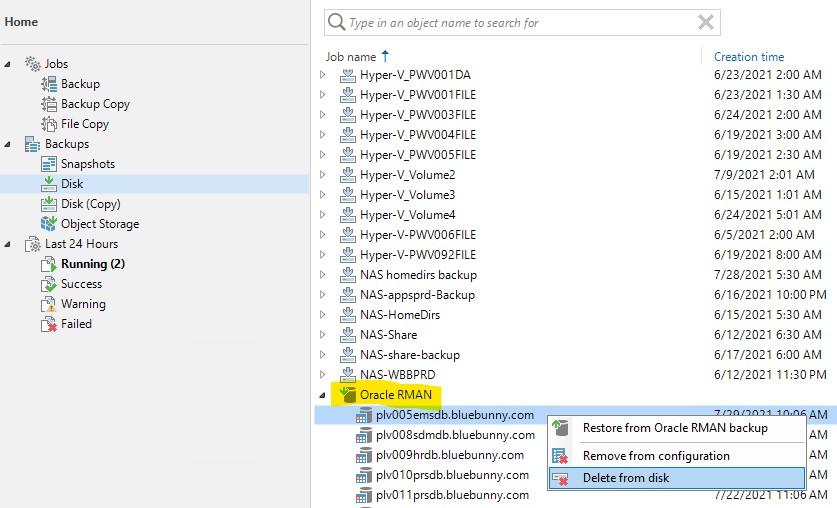 Home
Jobs
Backup
Backup Copy
File Copy
Backups
Snapshots
Disk
Disk (Copy)
Object Storage
Last 24 Hours
Running (2)
Success
Warning
Failed
Type in an object name to search for
Job name Creation time
Hyper-V_PWV001DA 6/23/2021 2:00 AM
Hyper-V_PWV001FILE 6/23/2021 1:30 AM
Hyper-V_PWV003FILE 6/24/2021 2:00 AM
Hyper-V_PWV004FILE 6/19/2021 3:00 AM
Hyper-V_PWV005FILE 6/19/2021 2:30 AM
Hyper-V_Volume2 7/9/2021 2:01 AM
Hyper-V_Volume3 6/15/2021 1:01 AM
Hyper-V_Volume4 6/24/2021 5:01 AM
Hyper-V-PWV006FILE 6/5/2021 2:00 AM
Hyper-V-PWV092FILE 6/19/2021 8:00 AM
NAS homedirs backup 7/28/2021 5:30 AM
NAS-appsprd-Backup 6/16/2021 10:00 PM
NAS-HomeDirs 6/15/2021 5:30 AM
NAS-Share 6/12/2021 6:30 AM
NAS-share-backup 6/17/2021 6:00 AM
NAS-WBBPRD 6/12/2021 11:30 PM
Oracle RMAN
plv005emsdb.bluebunny.com 7/29/2021 10:06 AM
plv008sdmdb.bluebunny.com
plv009hrdb.bluebunny.com
plv010prsdb.bluebunny.com
plv011prsdb.bluebunny.com 7/22/2021 11:06 AM
Restore from Oracle RMAN backup
Remove from configuration
Delete from disk